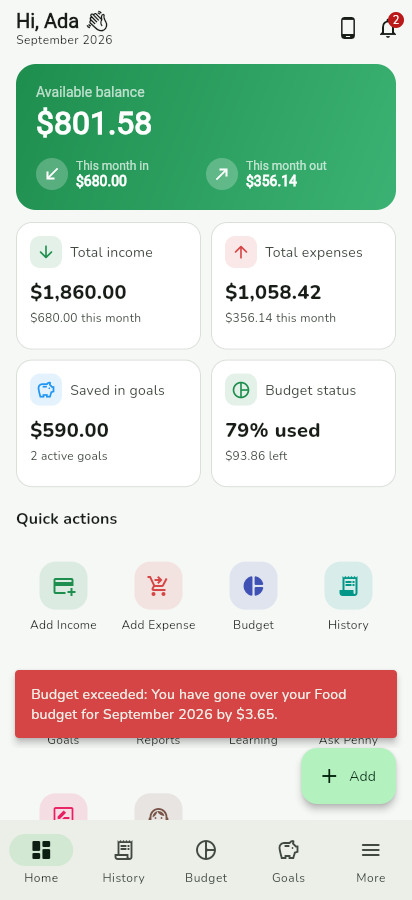 Hi, Ada 👋
September 2026
2
Available balance
$801.58
This month in
$680.00
This month out
$356.14
Total income
$1,860.00
$680.00 this month
Total expenses
$1,058.42
$356.14 this month
Saved in goals
$590.00
2 active goals
Budget status
79% used
$93.86 left
Quick actions
Add Income
Add Expense
Budget
History
Budget exceeded: You have gone over your Food
budget for September 2026 by $3.65.
Goals
Reports
Learning
Ask Penny
Add
Home
History
Budget
Goals
More